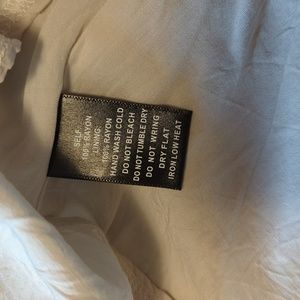 SELF:
100% RAYON
LINING:
100% RAYON
HAND WASH COLD
DO NOT BLEACH
DO NOT TUMBLE DRY
DO NOT WRING
DRY FLAT
IRON LOW HEAT